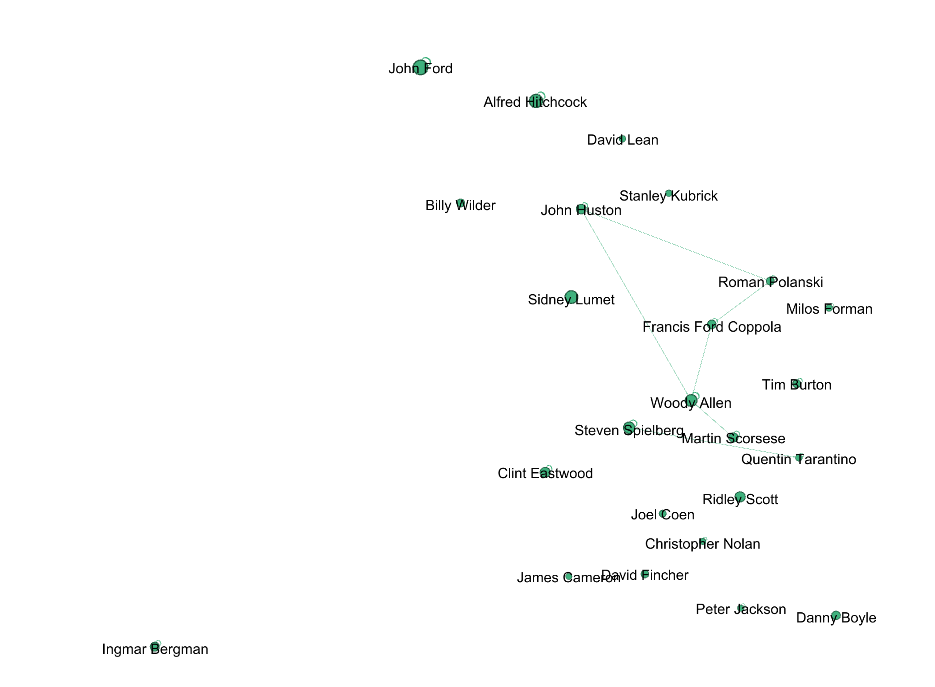 John Ford
Alfred Hitchcock
David Lean
Stanley Kubrick
Billy Wilder
John Huston
Roman Polanski
Sidney Lumet
Milos Forman
Francis Ford Coppola
Tim Burton
Woody Allen
Steven Spielberg
Martin Scorsese
Quentin Tarantino
Clint Eastwood
Ridley Scott
Joel Coen
Christopher Nolan
James Cameron
David Fincher
Peter Jackson
Danny Boyle
Ingmar Bergman